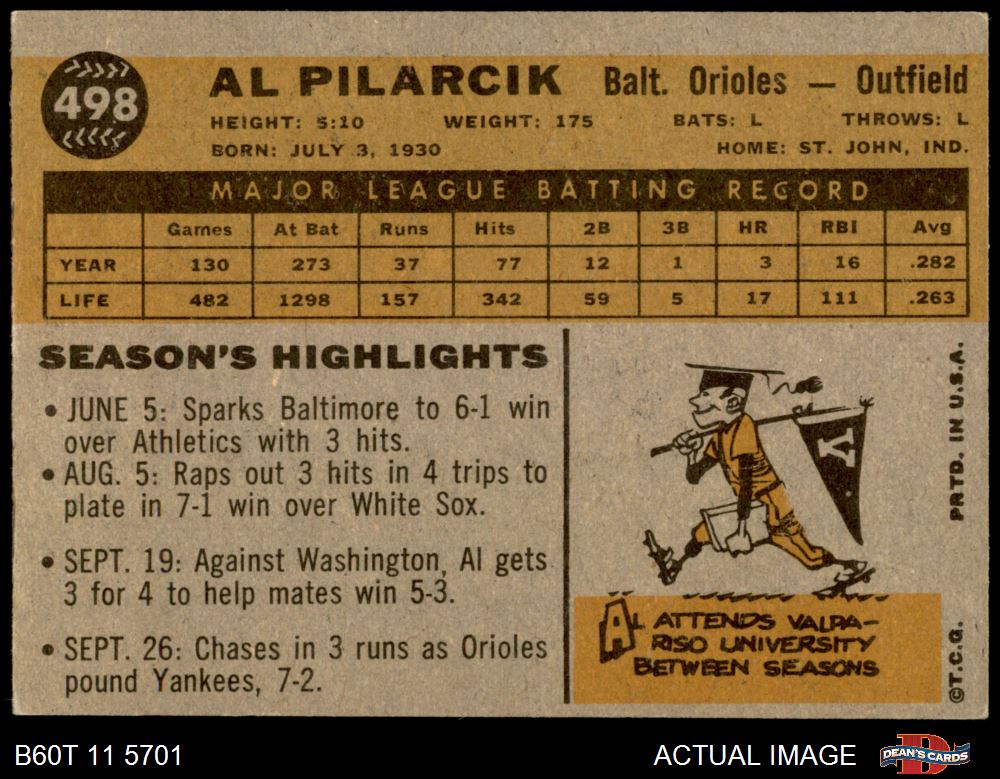 498
AL PILARCIK Balt. Orioles — Outfield
HEIGHT: 5:10 WEIGHT: 175 BATS: L THROWS: L
BORN: JULY 3, 1930 HOME: ST. JOHN, IND.
MAJOR LEAGUE BATTING RECORD
Games At Bat Runs Hits 2B 3B HR RBI Avg
YEAR 130 273 37 77 12 1 3 16 .282
LIFE 482 1298 157 342 59 5 17 111 .263
SEASON'S HIGHLIGHTS
• JUNE 5: Sparks Baltimore to 6-1 win
over Athletics with 3 hits.
• AUG. 5: Raps out 3 hits in 4 trips to
plate in 7-1 win over White Sox.
• SEPT. 19: Against Washington, Al gets
3 for 4 to help mates win 5-3.
• SEPT. 26: Chases in 3 runs as Orioles
pound Yankees, 7-2.
V
AL ATTENDS VALPA-
RISO UNIVERSITY
BETWEEN SEASONS
©T.C.G. PRTD. IN U.S.A.
B60T 11 5701 ACTUAL IMAGE DEAN'S CARDS